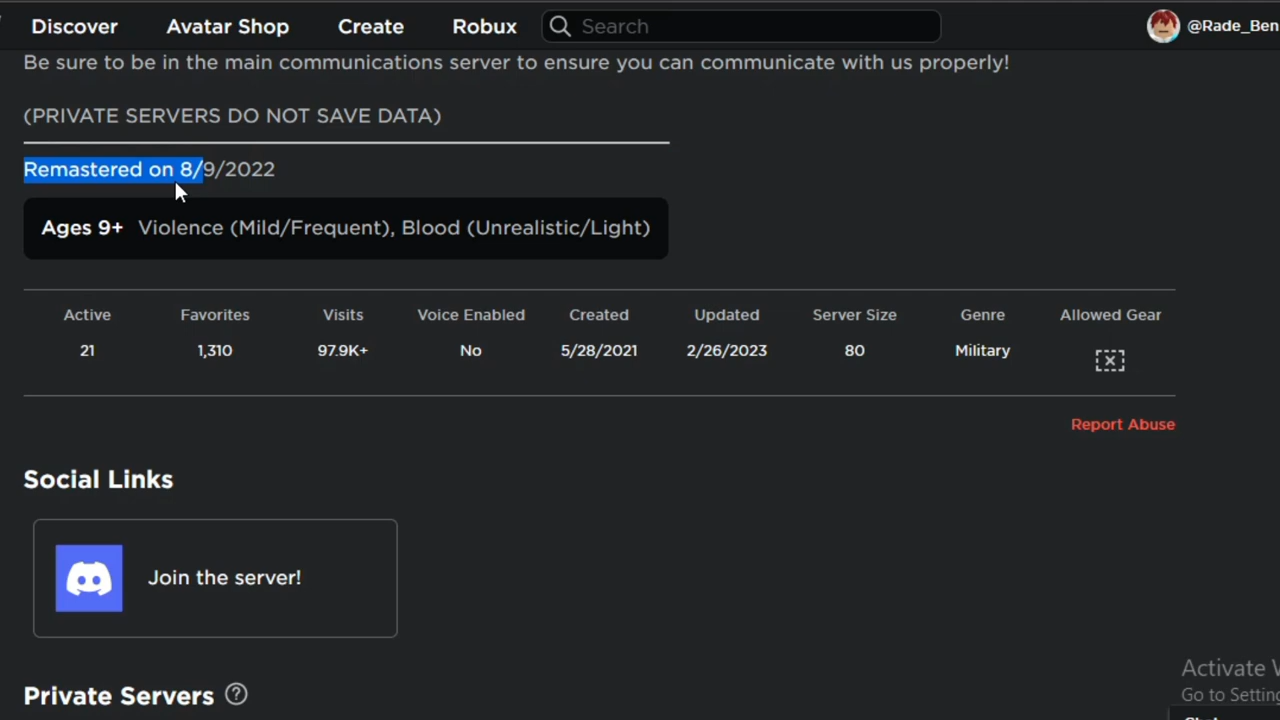 Discover Avatar Shop Create Robux Search @Rade_Ben
Be sure to be in the main communications server to ensure you can communicate with us properly!
(PRIVATE SERVERS DO NOT SAVE DATA)
Remastered on 8/9/2022
Ages 9+ Violence (Mild/Frequent), Blood (Unrealistic/Light)
Active Favorites Visits Voice Enabled Created Updated Server Size Genre Allowed Gear
21 1,310 97.9K+ No 5/28/2021 2/26/2023 80 Military
Report Abuse
Social Links
Join the server!
Activate
Go to Setting
Private Servers ?